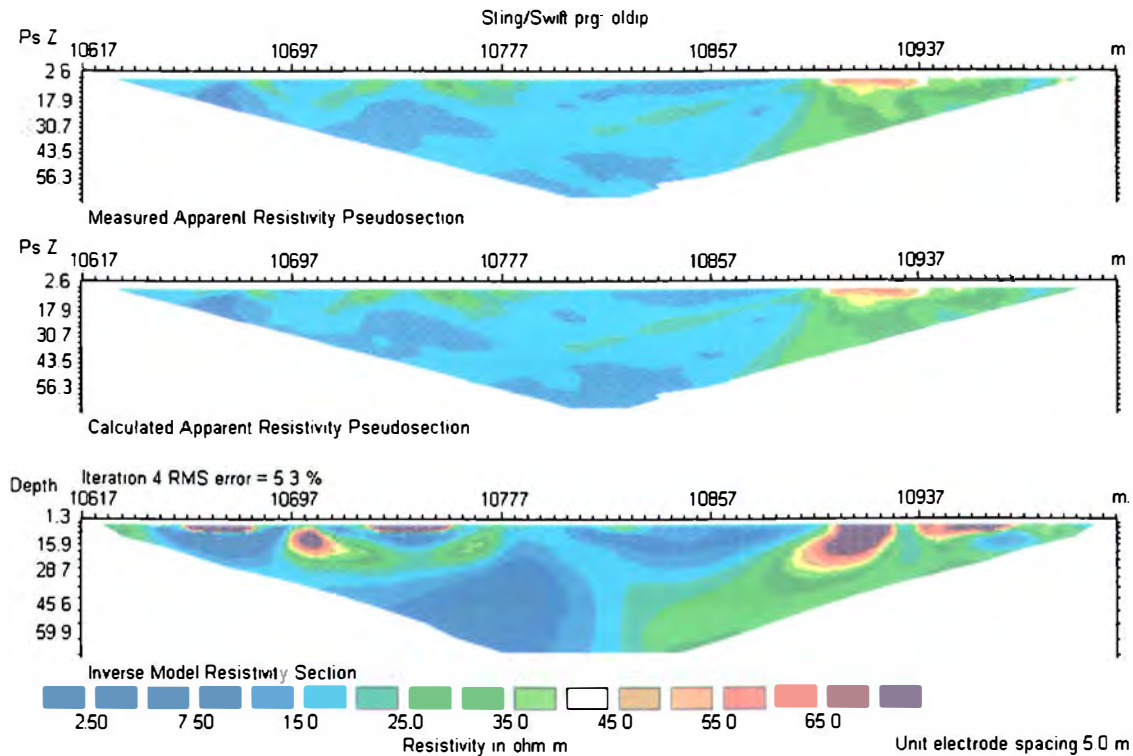 Sting/Swift prg- oldip
Ps Z 10617 10697 10777 10857 10937 m
2 6
17.9
30.7
43.5
56.3
Measured Apparent Resistivity Pseudosection
Ps Z 10617 10697 10777 10857 10937 m
2.6
17 9
30 7
43.5
56.3
Calculated Apparent Resistivity Pseudosection
Iteration 4 RMS error = 5 3 %
Depth 10617 10697 10777 10857 10937 m.
1.3
15.9
28.7
45 6
59 9
Inverse Model Resistivity Section
2.50 7 50 15 0 25.0 35 0 45 0 55 0 65 0
Resistivity in ohm m Unit electrode spacing 5.0 m